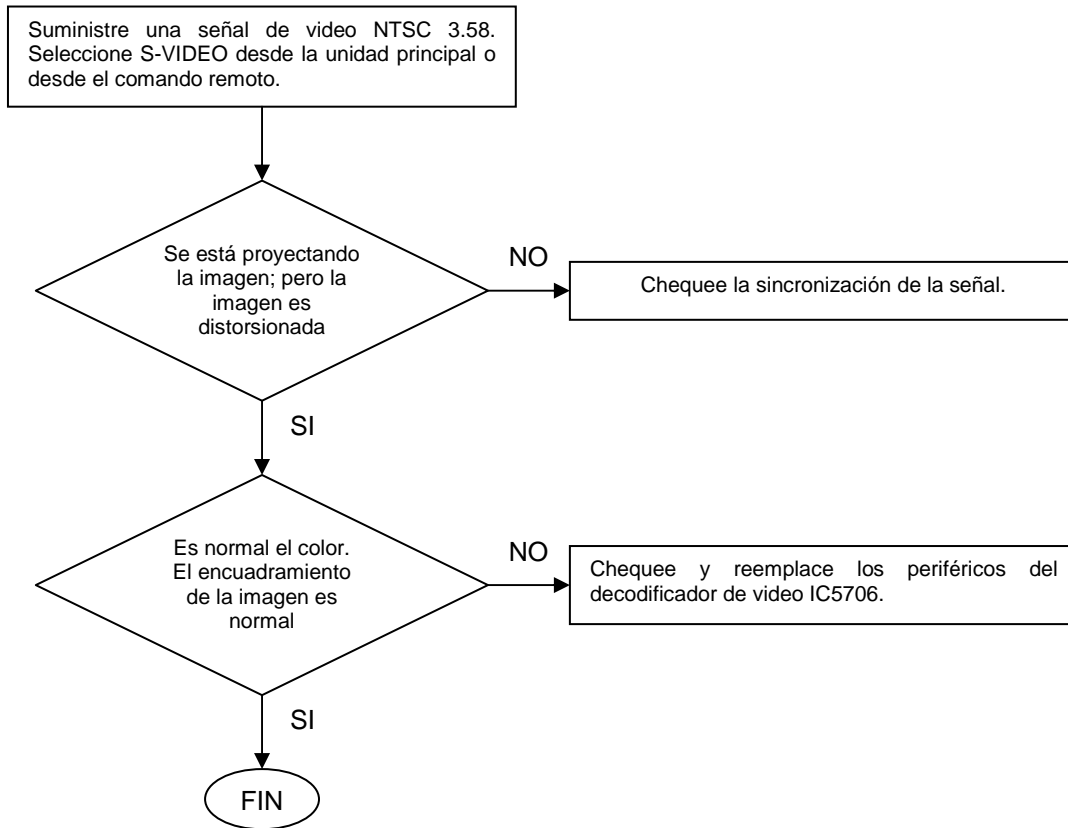 Suministre una señal de video NTSC 3.58.
Seleccione S-VIDEO desde la unidad principal o
desde el comando remoto.
Se está proyectando
la imagen; pero la
imagen es
distorsionada
NO
Chequee la sincronización de la señal.
SI
Es normal el color.
El encuadramiento
de la imagen es
normal
NO
Chequee y reemplace los periféricos del
decodificador de video IC5706.
SI
FIN